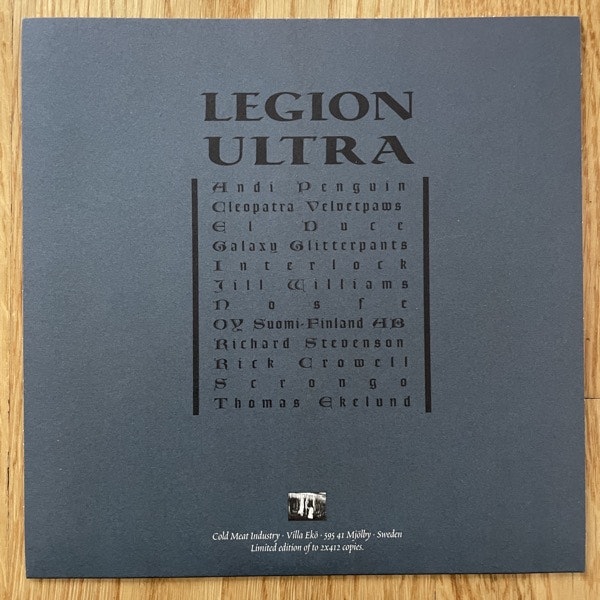 LEGION
ULTRA
Andi Penguin
Cleopatra Velvetpaws
El Duce
Galaxy Glitterpants
Interlock
Jill Williams
Nosfe
OY Suomi-Finland AB
Richard Stevenson
Rick Crowell
Scrongo
Thomas Ekelund
Cold Meat Industry · Villa Ekö · 595 41 Mjölby · Sweden
Limited edition of to 2x412 copies.